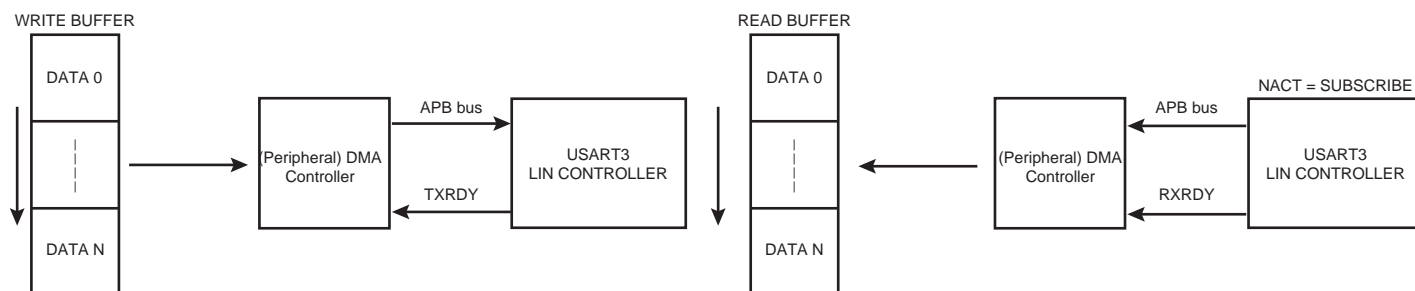 WRITE BUFFER
DATA 0
DATA N
(Peripheral) DMA
Controller
APB bus
TXRDY
USART3
LIN CONTROLLER
READ BUFFER
DATA 0
DATA N
(Peripheral) DMA
Controller
APB bus
RXRDY
NACT = SUBSCRIBE
USART3
LIN CONTROLLER